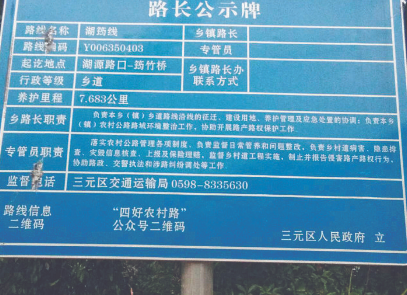 路长公示牌
路线名称 湖筠线 乡镇路长
路线编码 Y006350403 专管员
起讫地点 湖源路口-筠竹桥 乡镇路长办
行政等级 乡道 联系方式
养护里程 7.683公里
乡路长职责 负责本乡(镇)乡道路线沿线的征迁、建设用地、养护管理及应急处置的协调;负责本乡
(镇)农村公路路域环境整治工作,协助开展路产路权保护工作
专管员职责 落实农村公路管理各项制度,负责监督日常管养和问题整改,负责乡村道病害、隐患排
查、灾毁信息核查、上报及保险现赔,监督乡村道工程实施,制止并报告侵害路产路权行为,
协助路政、交警执法和涉路纠纷调处等工作
监督电话 三元区交通运输局 0598-8335630
路线信息
二维码
“四好农村路”
公众号二维码
三元区人民政府 立